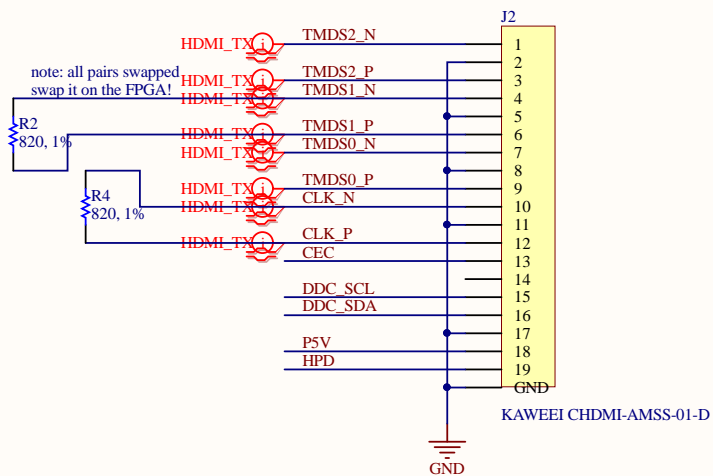 J2
HDMI_TX
TMDS2_N
1
2
note: all pairs swapped
swap it on the FPGA!
HDMI_TX
TMDS2_P
3
HDMI_TX
TMDS1_N
4
5
R2
820, 1%
HDMI_TX
TMDS1_P
6
HDMI_TX
TMDS0_N
7
8
HDMI_TX
TMDS0_P
9
R4
820, 1%
HDMI_TX
CLK_N
10
11
HDMI_TX
CLK_P
12
CEC
13
14
DDC_SCL
15
DDC_SDA
16
17
P5V
18
HPD
19
GND
KAWEEI CHDMI-AMSS-01-D
GND